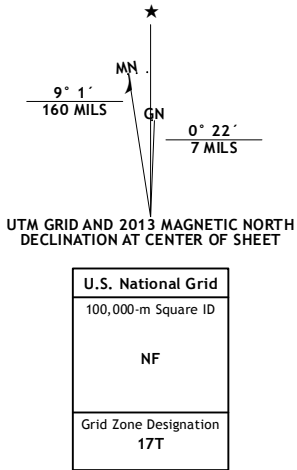 MN
GN
9° 1´
160 MILS
0° 22´
7 MILS
UTM GRID AND 2013 MAGNETIC NORTH
DECLINATION AT CENTER OF SHEET
U.S. National Grid
100,000-m Square ID
NF
Grid Zone Designation
17T